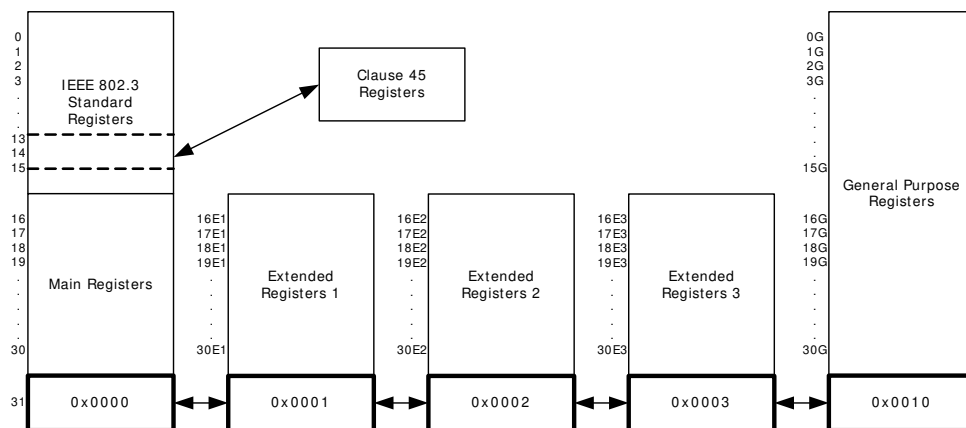 0
1
2
3
.
.
.
13
14
15
IEEE 802.3
Standard
Registers
Clause 45
Registers
16
17
18
19
.
.
.
.
.
30
Main Registers
16E1
17E1
18E1
19E1
.
.
.
.
.
30E1
Extended
Registers 1
16E2
17E2
18E2
19E2
.
.
.
.
.
30E2
Extended
Registers 2
16E3
17E3
18E3
19E3
.
.
.
.
.
30E3
Extended
Registers 3
0G
1G
2G
3G
.
.
.
.
.
15G
16G
17G
18G
19G
.
.
.
.
.
30G
General Purpose
Registers
31
0x0000
0x0001
0x0002
0x0003
0x0010